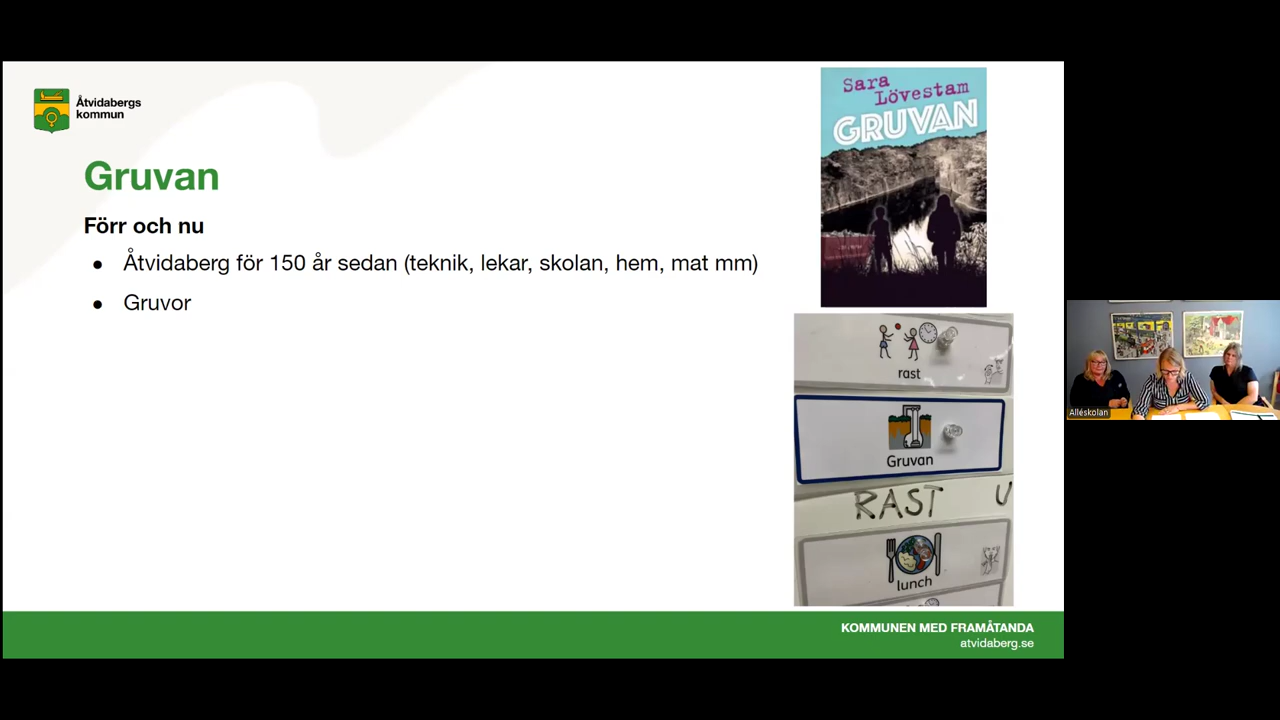 Åtvidabergs
kommun
Gruvan
Förr och nu
● Åtvidaberg för 150 år sedan (teknik, lekar, skolan, hem, mat mm)
● Gruvor
Sara
Lövestam
GRUVAN
rast
Gruvan
RAST U
lunch
KOMMUNEN MED FRAMÅTANDA
atvidaberg.se
Alléskolan